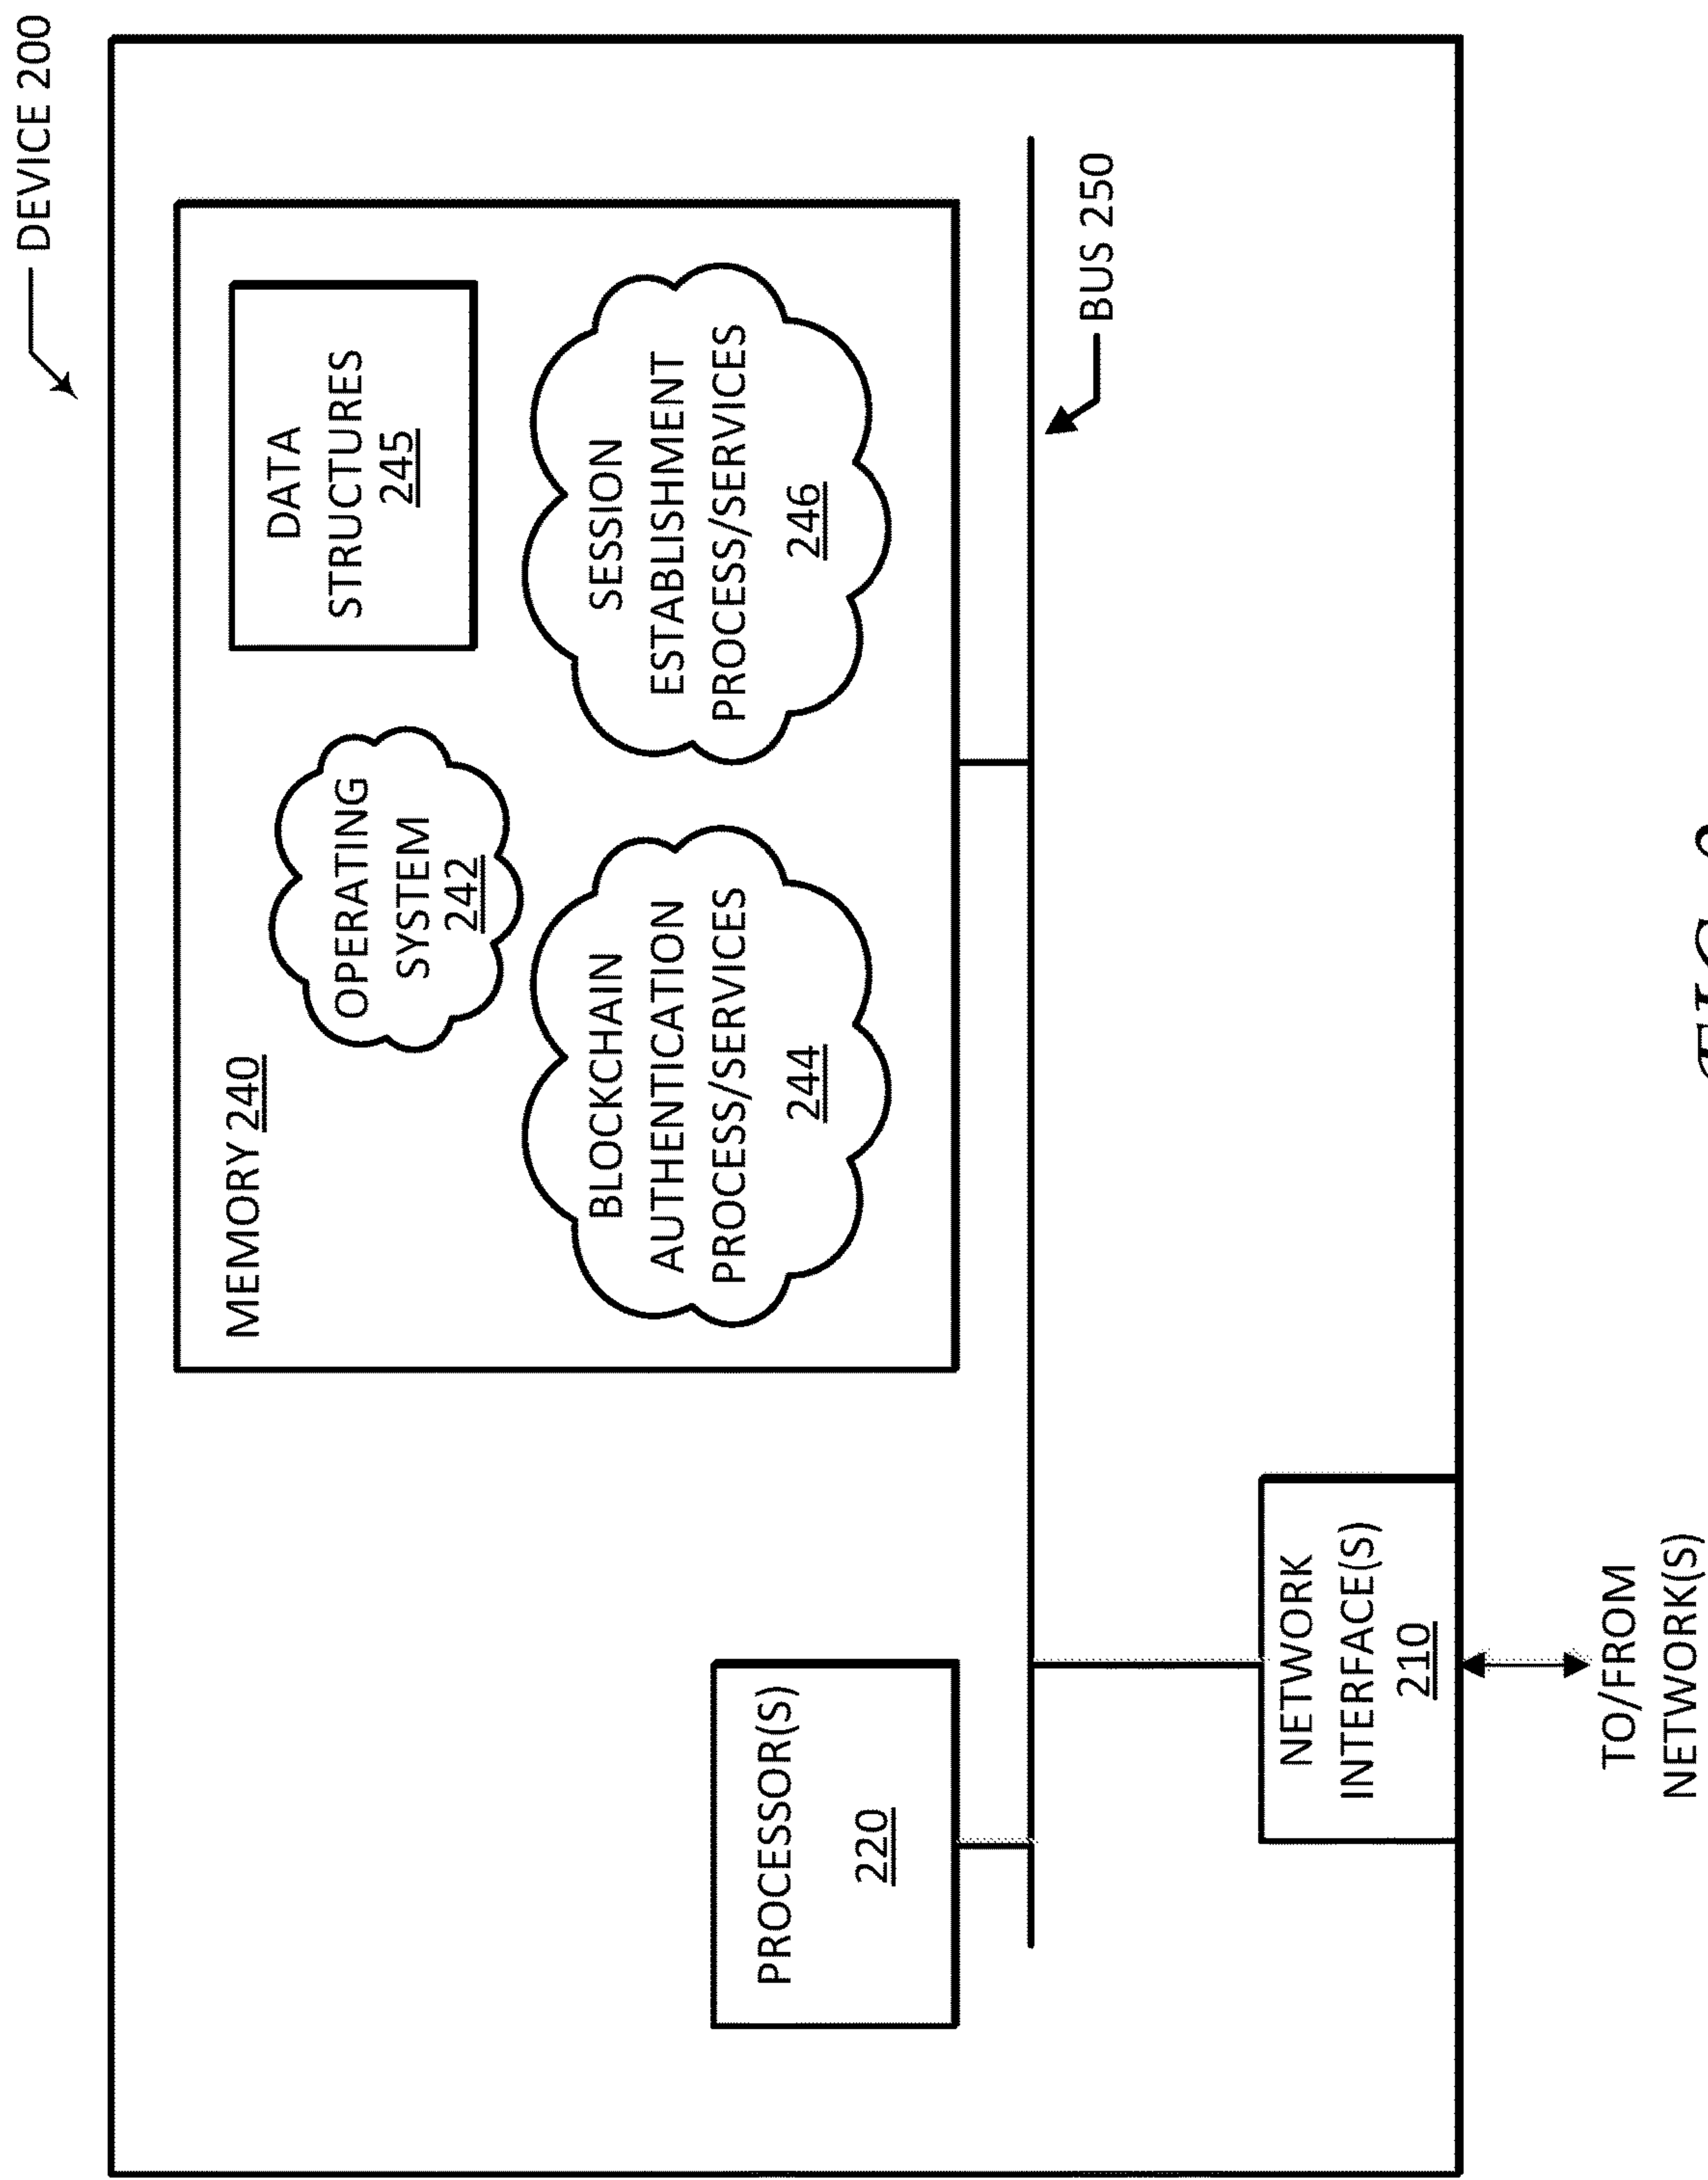 DEVICE 200
MEMORY 240
OPERATING
SYSTEM
242
DATA
STRUCTURES
245
BLOCKCHAIN
AUTHENTICATION
PROCESS/SERVICES
244
SESSION
ESTABLISHMENT
PROCESS/SERVICES
246
PROCESSOR(S)
220
BUS 250
NETWORK
INTERFACE(S)
210
TO/FROM
NETWORK(S)